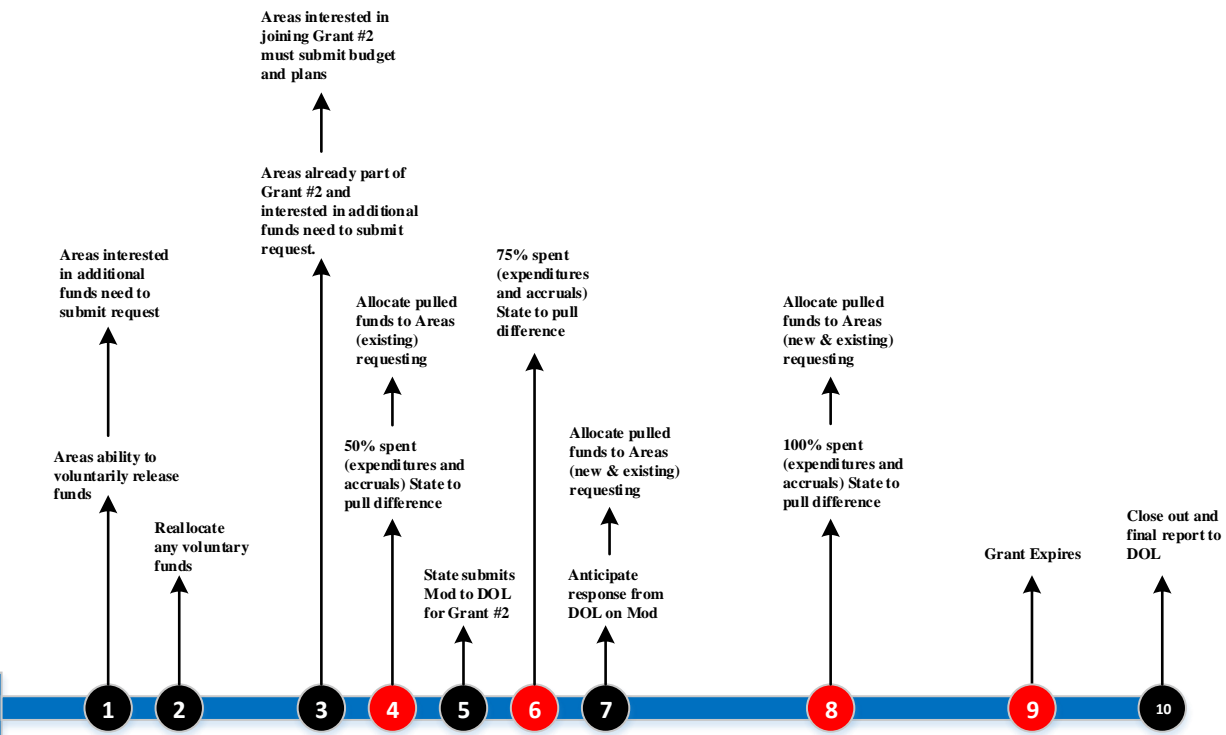 Areas interested in
joining Grant #2
must submit budget
and plans
Areas already part of
Grant #2 and
interested in additional
funds need to submit
request.
Areas interested
in additional
funds need to
submit request
75% spent
(expenditures
and accruals)
State to pull
difference
Allocate pulled
funds to Areas
(existing)
requesting
Allocate pulled
funds to Areas
(new & existing)
requesting
Areas ability to
voluntarily release
funds
50% spent
(expenditures and
accruals) State to
pull difference
Allocate pulled
funds to Areas
(new & existing)
requesting
100% spent
(expenditures and
accruals) State to
pull difference
Reallocate
any voluntary
funds
State submits
Mod to DOL
for Grant #2
Anticipate
response from
DOL on Mod
Grant Expires
Close out and
final report to
DOL
1
2
3
4
5
6
7
8
9
10